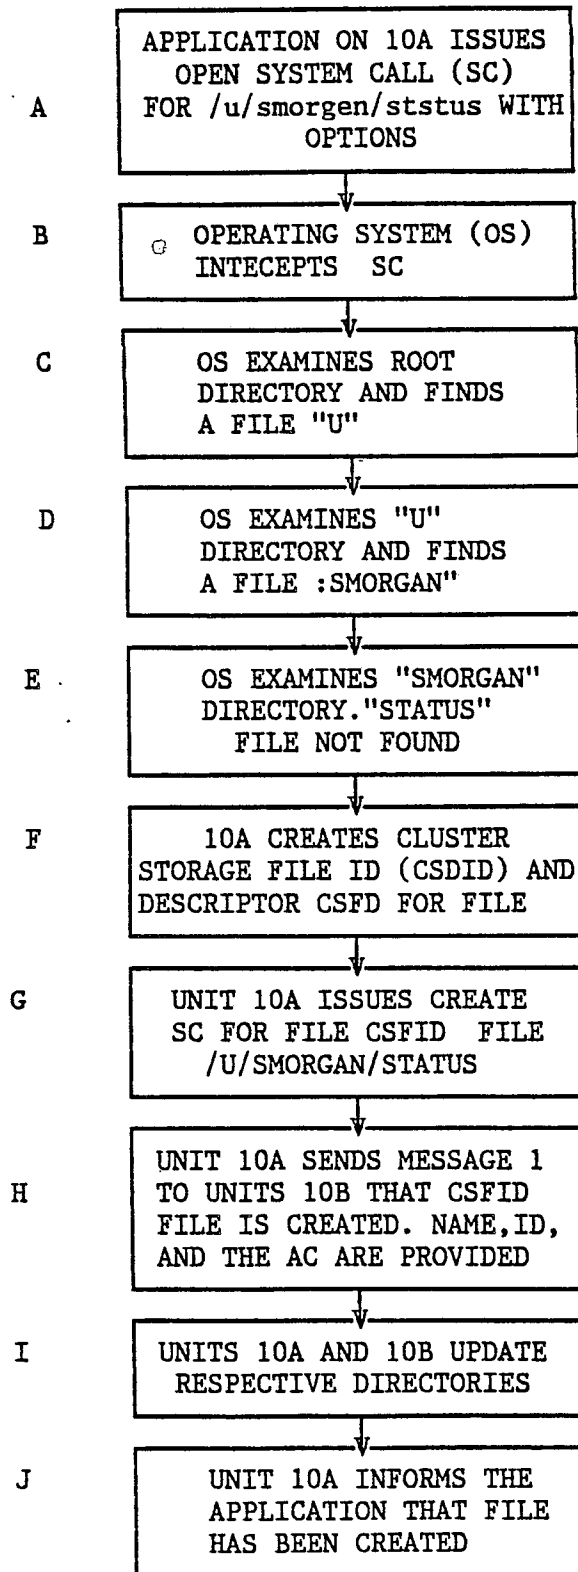 APPLICATION ON 10A ISSUES
OPEN SYSTEM CALL (SC)
A
FOR /u/smorgen/ststus WITH
OPTIONS
B
OPERATING SYSTEM (OS)
INTECEPTS SC
C
OS EXAMINES ROOT
DIRECTORY AND FINDS
A FILE "U"
D
OS EXAMINES "U"
DIRECTORY AND FINDS
A FILE :SMORGAN"
E
OS EXAMINES "SMORGAN"
DIRECTORY."STATUS"
FILE NOT FOUND
F
10A CREATES CLUSTER
STORAGE FILE ID (CSDID) AND
DESCRIPTOR CSFD FOR FILE
G
UNIT 10A ISSUES CREATE
SC FOR FILE CSFID FILE
/U/SMORGAN/STATUS
H
UNIT 10A SENDS MESSAGE 1
TO UNITS 10B THAT CSFID
FILE IS CREATED. NAME,ID,
AND THE AC ARE PROVIDED
I
UNITS 10A AND 10B UPDATE
RESPECTIVE DIRECTORIES
J
UNIT 10A INFORMS THE
APPLICATION THAT FILE
HAS BEEN CREATED